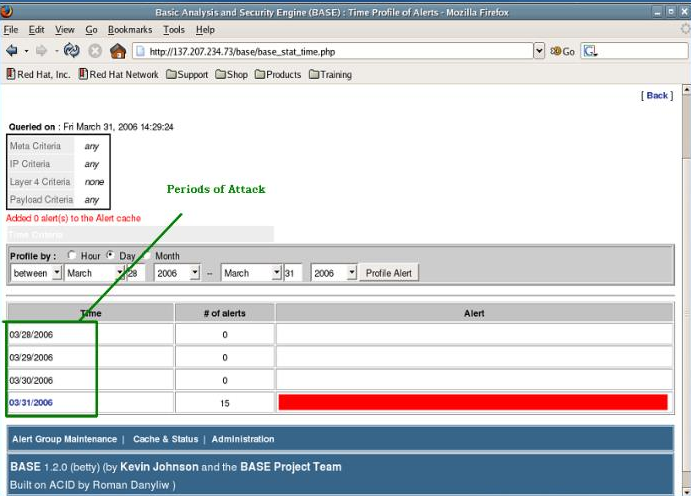 Basic Analysis and Security Engine (BASE) : Time Profile of Alerts - Mozilla Firefox
File Edit View Go Bookmarks Tools Help
http://137.207.234.73/base/base_stat_time.php Go G
Red Hat, Inc. Red Hat Network Support Shop Products Training
[ Back ]
Queried on : Fri March 31, 2006 14:29:24
Meta Criteria any
IP Criteria any
Layer 4 Criteria none
Payload Criteria any
Periods of Attack
Added 0 alert(s) to the Alert cache
Time Criteria
Profile by : Hour Day Month
between March 28 2006 -- March 31 2006 Profile Alert
Time # of alerts Alert
03/28/2006 0
03/29/2006 0
03/30/2006 0
03/31/2006 15
Alert Group Maintenance | Cache & Status | Administration
BASE 1.2.0 (betty) (by Kevin Johnson and the BASE Project Team
Built on ACID by Roman Danyliw )